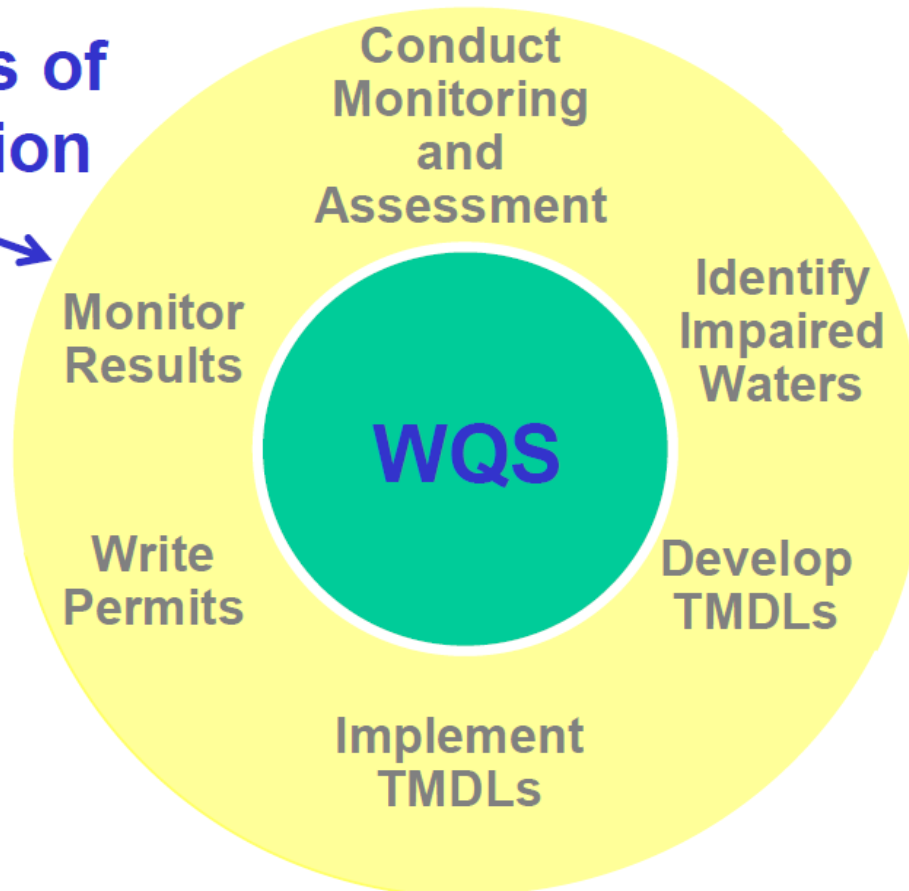 s of
ion
Conduct
Monitoring
and
Assessment
Identify
Impaired
Waters
Develop
TMDLs
Implement
TMDLs
Write
Permits
Monitor
Results
WQS